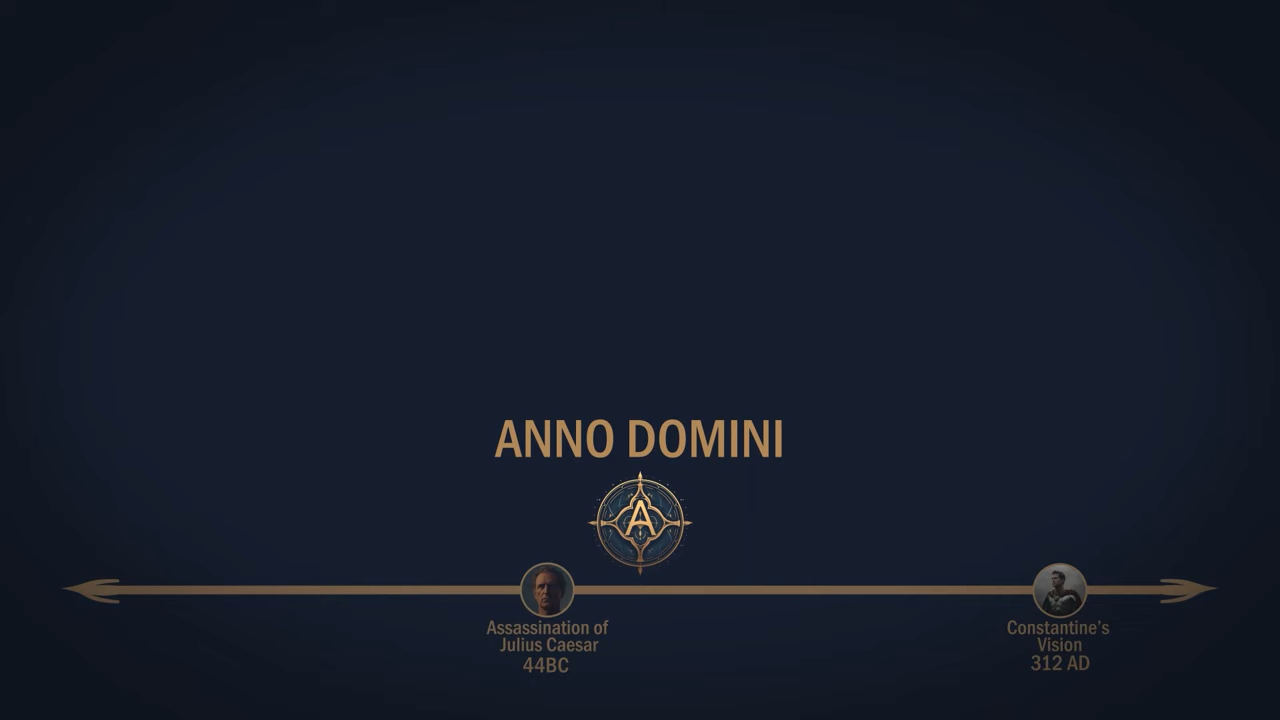 ANNO DOMINI
A
Assassination of
Julius Caesar
44BC
Constantine's
Vision
312 AD